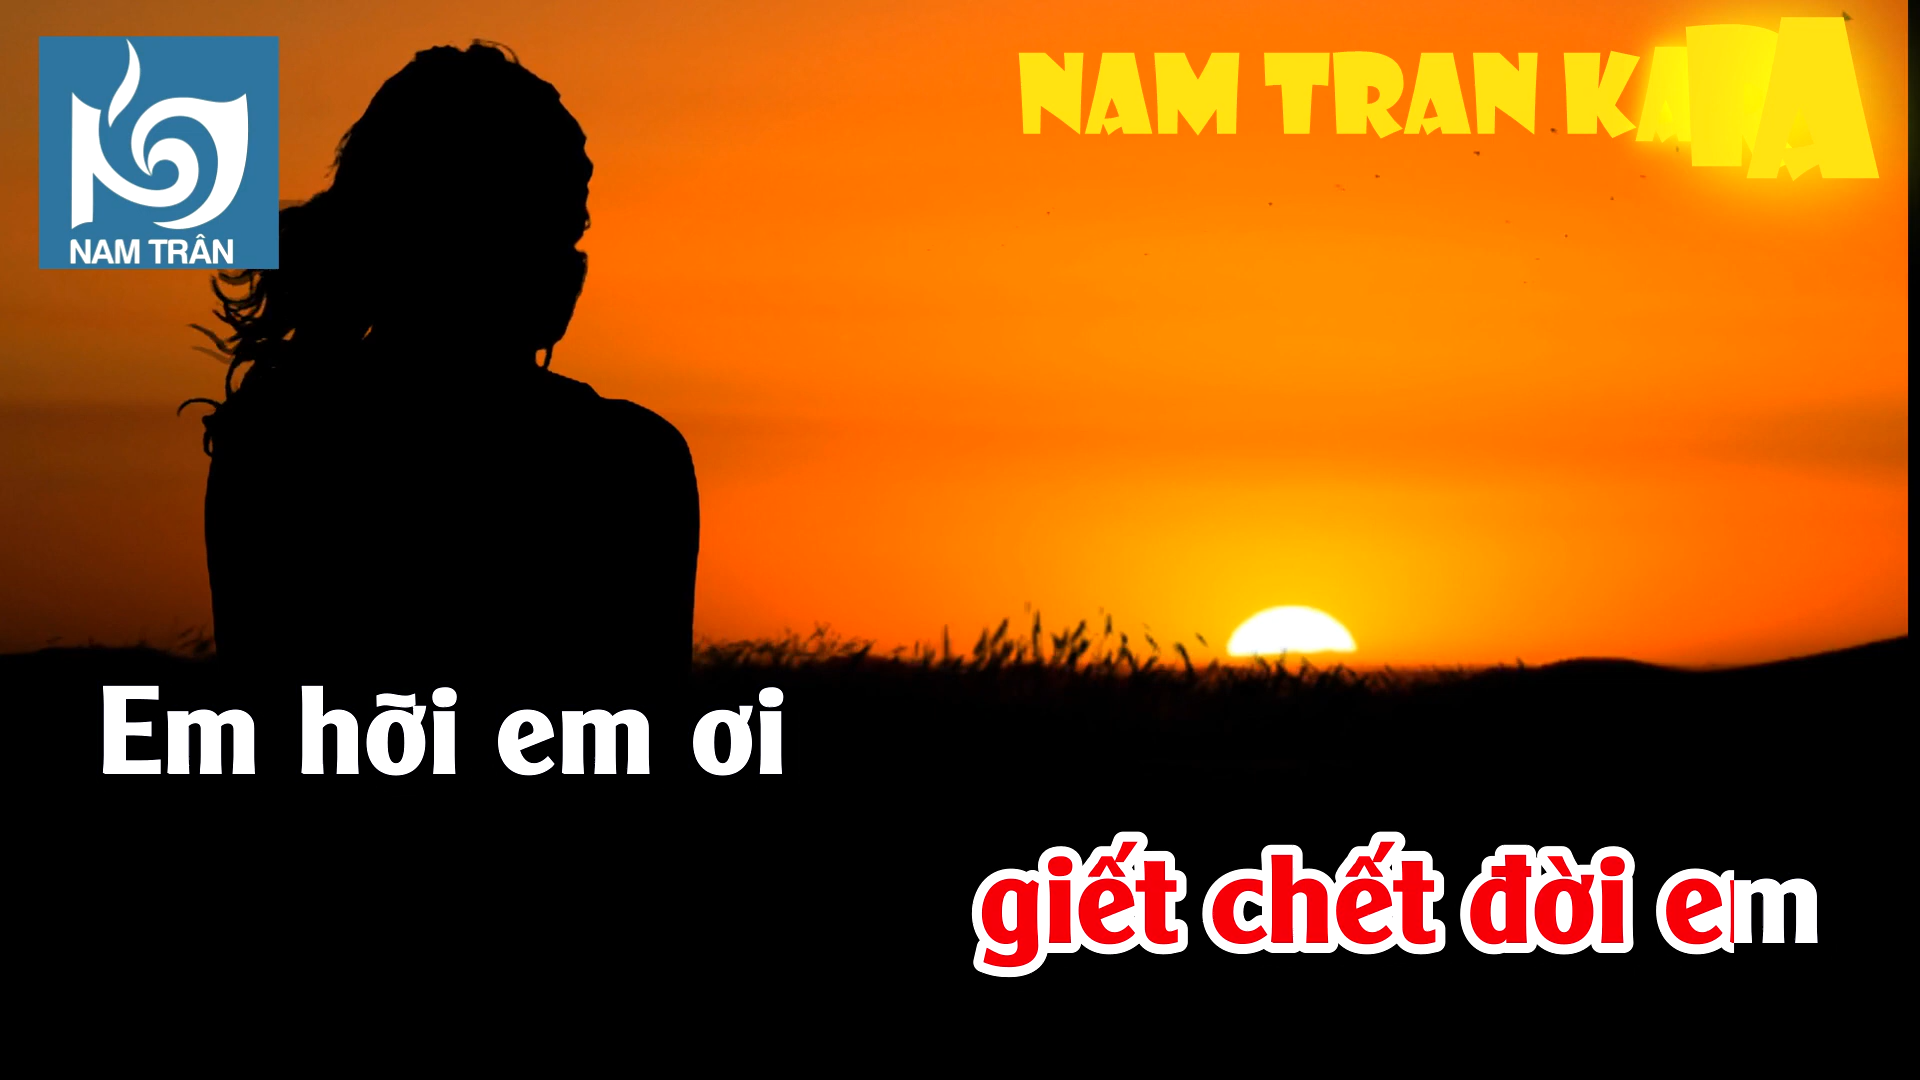 NAM TRÂN
NAM TRAN KARA
Em hỡi em ơi
giết chết đời em